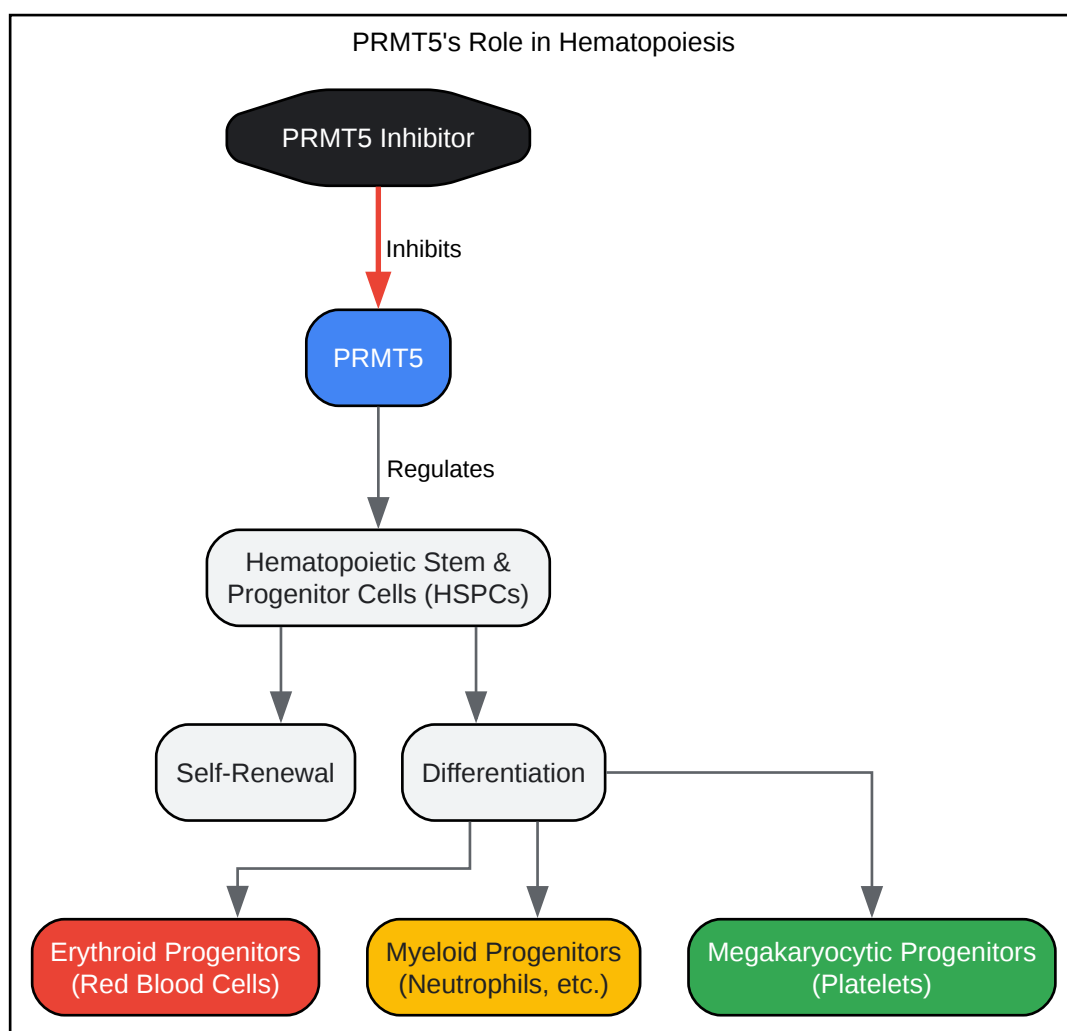 PRMT5's Role in Hematopoiesis
PRMT5 Inhibitor
Inhibits
PRMT5
Regulates
Hematopoietic Stem &
Progenitor Cells (HSPCs)
Self-Renewal
Differentiation
Erythroid Progenitors
(Red Blood Cells)
Myeloid Progenitors
(Neutrophils, etc.)
Megakaryocytic Progenitors
(Platelets)